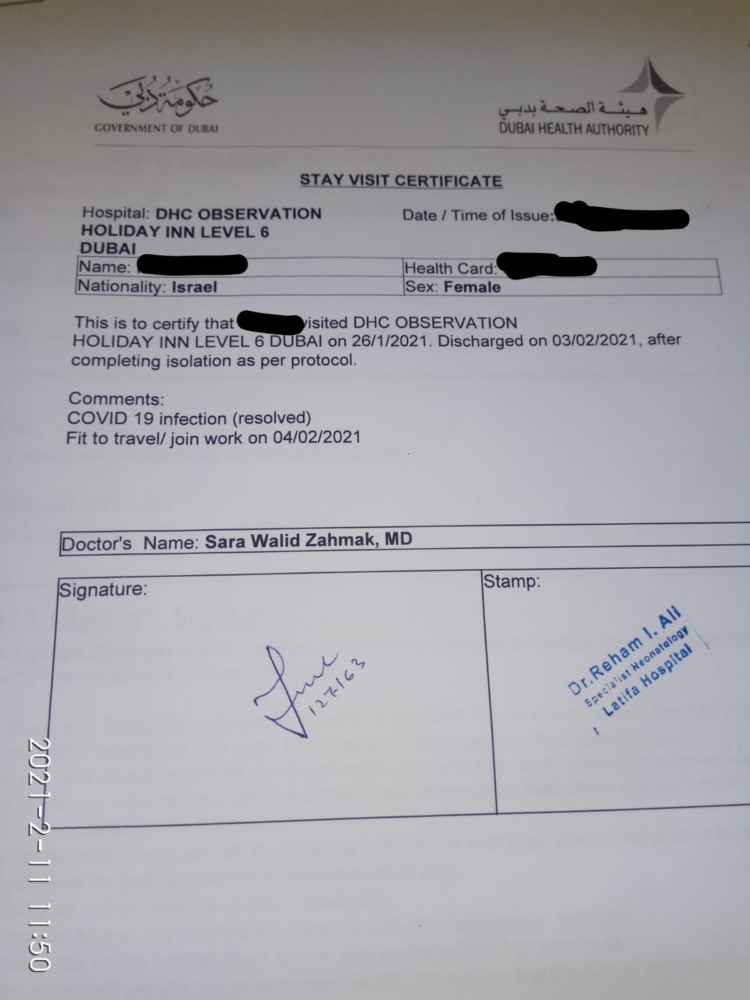 حكومة دبي
GOVERNMENT OF DUBAI
هيئة الصحة بدبي
DUBAI HEALTH AUTHORITY
STAY VISIT CERTIFICATE
Hospital: DHC OBSERVATION
HOLIDAY INN LEVEL 6
DUBAI
Date / Time of Issue:
Name:
Health Card:
Nationality: Israel
Sex: Female
This is to certify that visited DHC OBSERVATION
HOLIDAY INN LEVEL 6 DUBAI on 26/1/2021. Discharged on 03/02/2021, after
completing isolation as per protocol.
Comments:
COVID 19 infection (resolved)
Fit to travel/ join work on 04/02/2021
Doctor's Name: Sara Walid Zahmak, MD
Signature:
Stamp:
127163
Dr.Reham I. Ali
Specialist Neonatology
Latifa Hospital
2021-2-11 11:50